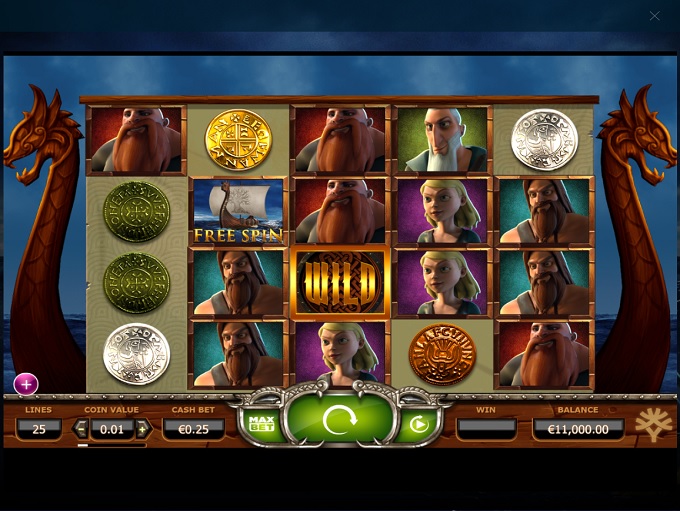 FREE SPIN
WILD
LINES
COIN VALUE
CASH BET
WIN
BALANCE
25
0.01
€0.25
MAX
BET
€11,000.00